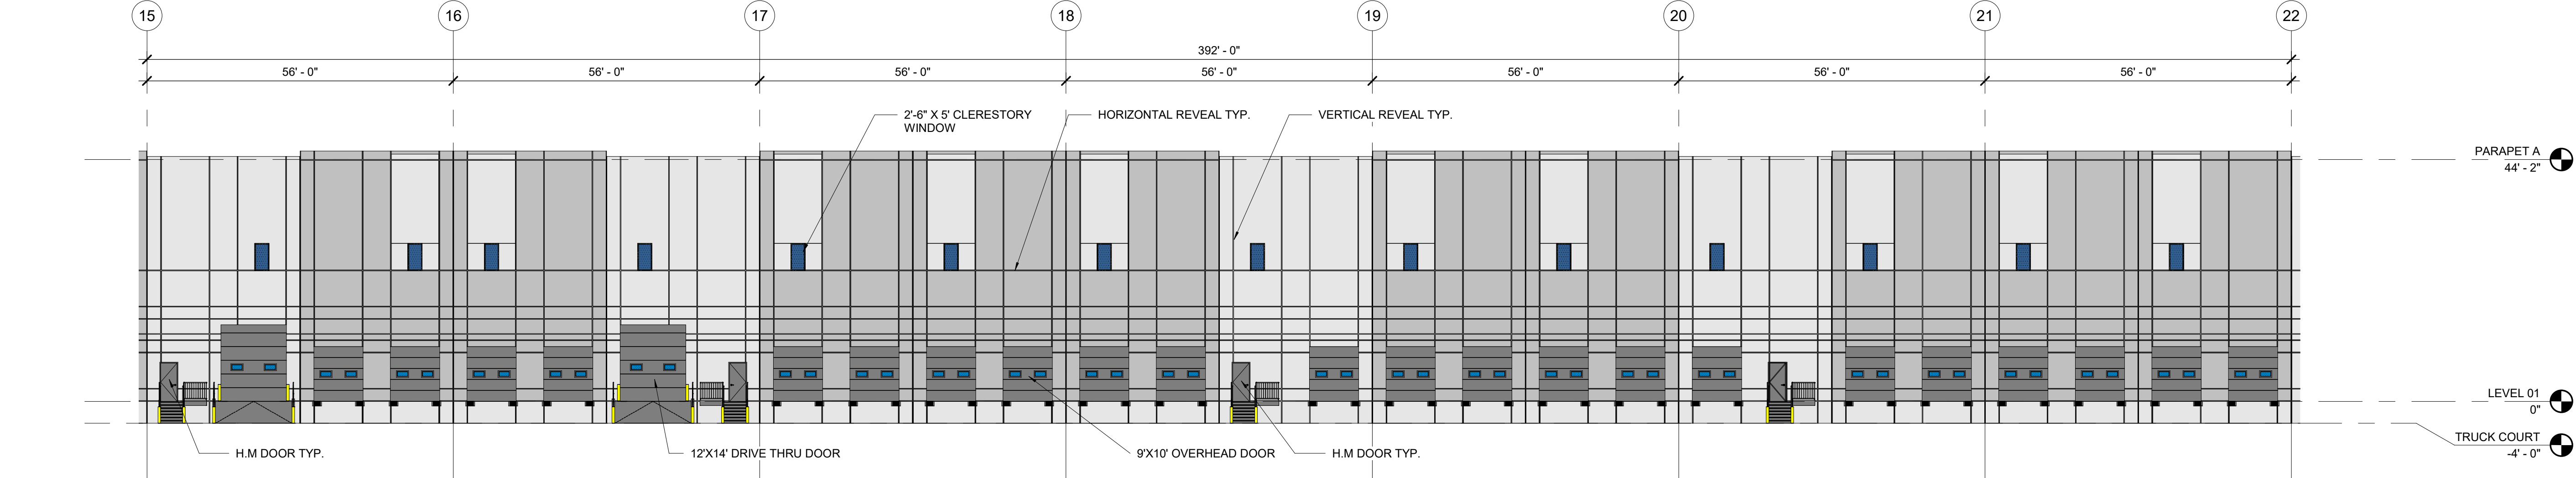 15 16 17 18 19 20 21 22
392' - 0"
56' - 0" 56' - 0" 56' - 0" 56' - 0" 56' - 0" 56' - 0" 56' - 0"
2'-6" X 5' CLERESTORY
WINDOW
HORIZONTAL REVEAL TYP.
VERTICAL REVEAL TYP.
PARAPET A
44' - 2"
LEVEL 01
0"
TRUCK COURT
-4' - 0"
H.M DOOR TYP.
12'X14' DRIVE THRU DOOR
9'X10' OVERHEAD DOOR
H.M DOOR TYP.